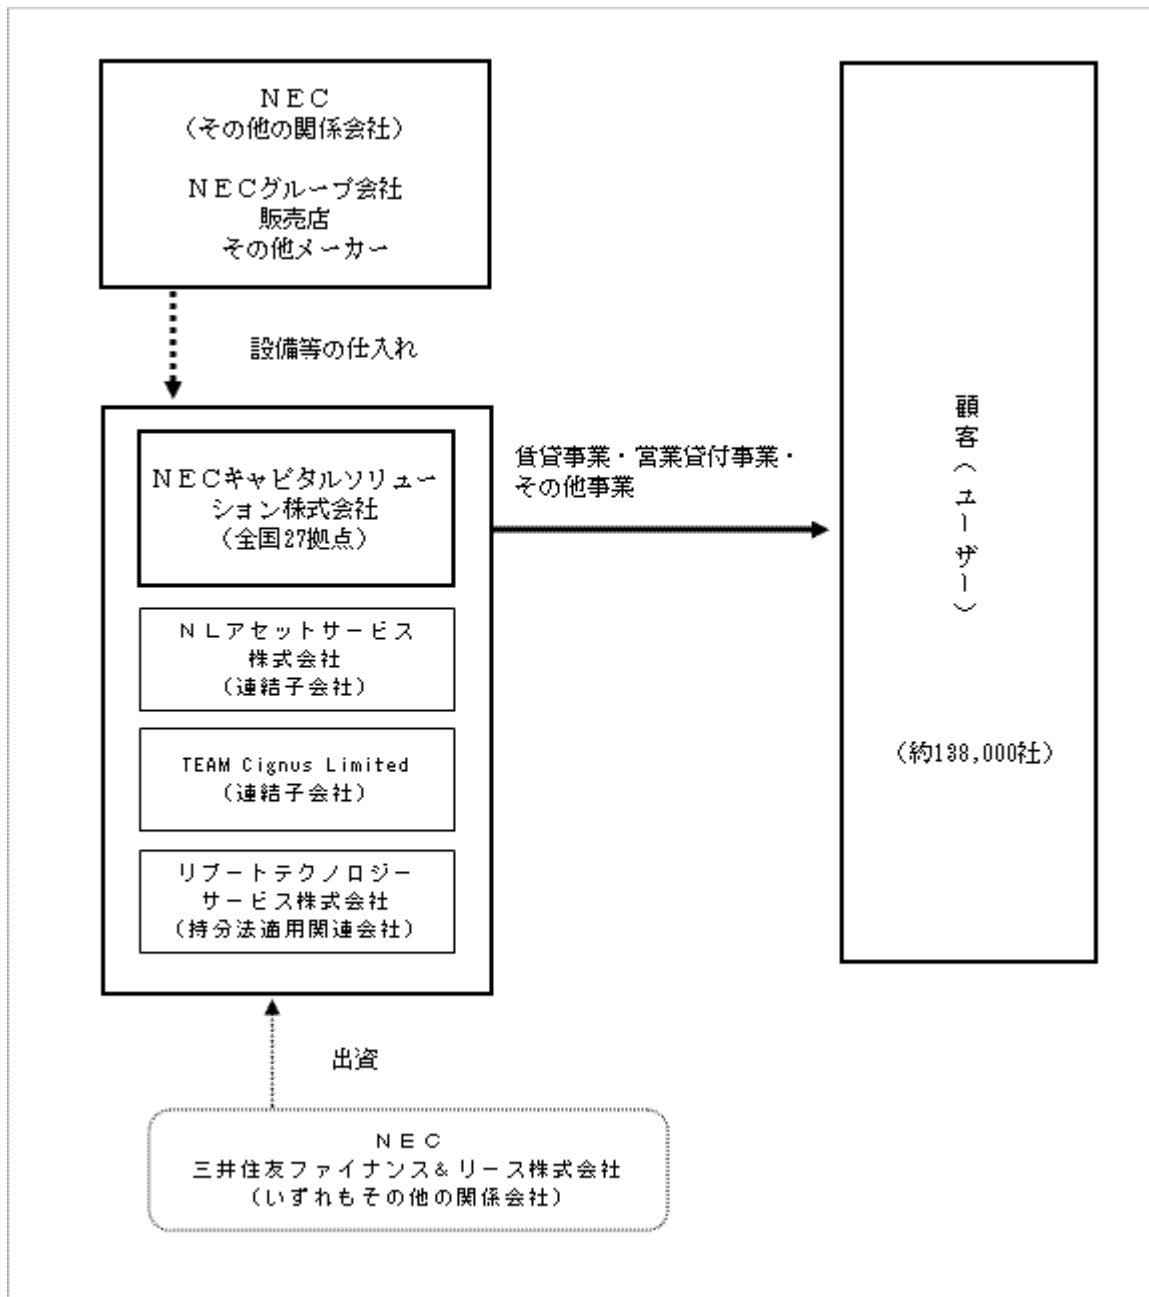 ＮＥＣ
（その他の関係会社）
ＮＥＣグループ会社
販売店
その他メーカー
設備等の仕入れ
ＮＥＣキャピタルソリュー
ション株式会社
（全国27拠点）
賃貸事業・営業貸付事業・
その他事業
顧客（ユーザー）
（約138,000社）
ＮＬアセットサービス
株式会社
（連結子会社）
TEAM Cignus Limited
（連結子会社）
リブートテクノロジー
サービス株式会社
（持分法適用関連会社）
出資
ＮＥＣ
三井住友ファイナンス＆リース株式会社
（いずれもその他の関係会社）